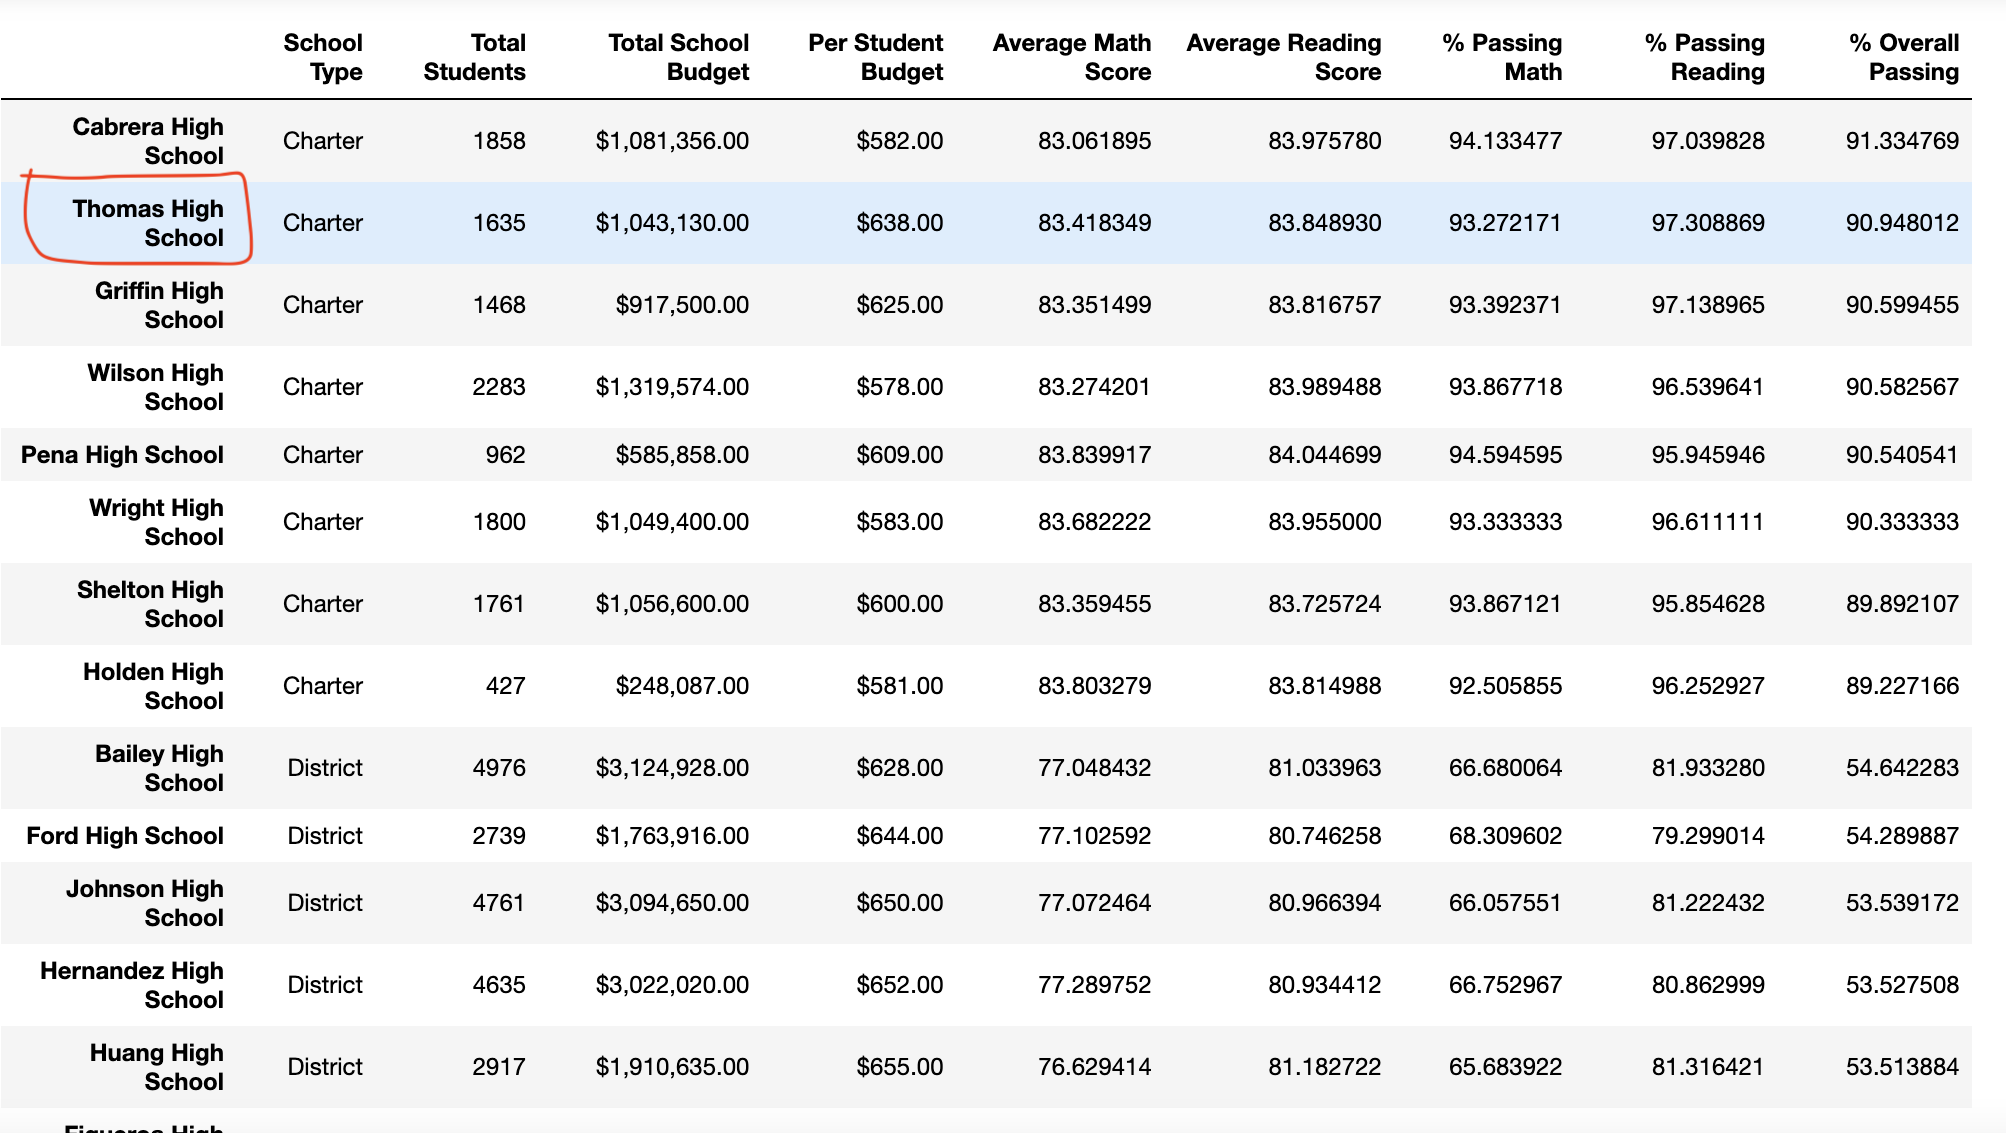 School Type Total Students Total School Budget Per Student Budget Average Math Score Average Reading Score % Passing Math % Passing Reading % Overall Passing
Cabrera High School Charter 1858 $1,081,356.00 $582.00 83.061895 83.975780 94.133477 97.039828 91.334769
Thomas High School Charter 1635 $1,043,130.00 $638.00 83.418349 83.848930 93.272171 97.308869 90.948012
Griffin High School Charter 1468 $917,500.00 $625.00 83.351499 83.816757 93.392371 97.138965 90.599455
Wilson High School Charter 2283 $1,319,574.00 $578.00 83.274201 83.989488 93.867718 96.539641 90.582567
Pena High School Charter 962 $585,858.00 $609.00 83.839917 84.044699 94.594595 95.945946 90.540541
Wright High School Charter 1800 $1,049,400.00 $583.00 83.682222 83.955000 93.333333 96.611111 90.333333
Shelton High School Charter 1761 $1,056,600.00 $600.00 83.359455 83.725724 93.867121 95.854628 89.892107
Holden High School Charter 427 $248,087.00 $581.00 83.803279 83.814988 92.505855 96.252927 89.227166
Bailey High School District 4976 $3,124,928.00 $628.00 77.048432 81.033963 66.680064 81.933280 54.642283
Ford High School District 2739 $1,763,916.00 $644.00 77.102592 80.746258 68.309602 79.299014 54.289887
Johnson High School District 4761 $3,094,650.00 $650.00 77.072464 80.966394 66.057551 81.222432 53.539172
Hernandez High School District 4635 $3,022,020.00 $652.00 77.289752 80.934412 66.752967 80.862999 53.527508
Huang High School District 2917 $1,910,635.00 $655.00 76.629414 81.182722 65.683922 81.316421 53.513884